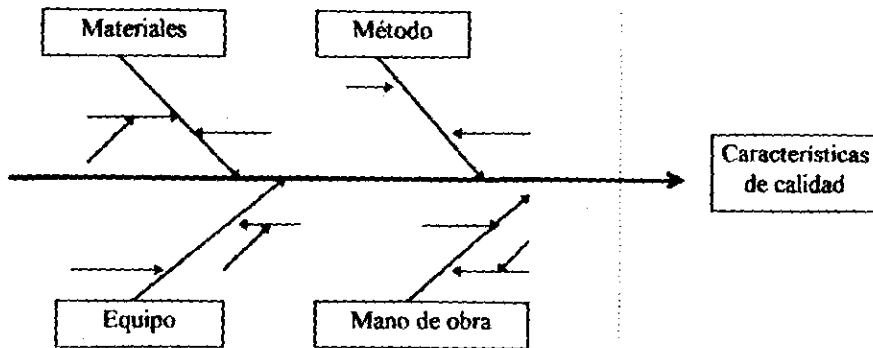 Materiales
Método
Características
de calidad
Equipo
Mano de obra